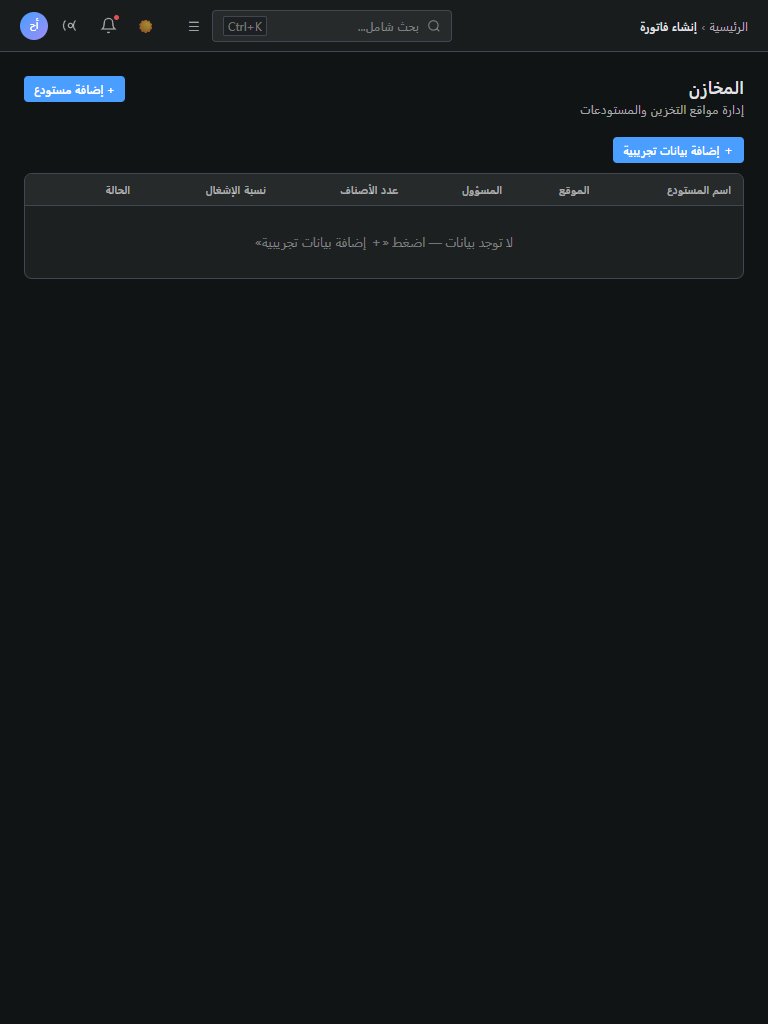 الرئيسية › إنشاء فاتورة
بحث شامل... Ctrl+K
☰
أج
المخازن
+ إضافة مستودع
إدارة مواقع التخزين والمستودعات
+ إضافة بيانات تجريبية
اسم المستودع الموقع المسؤول عدد الأصناف نسبة الإشغال الحالة
لا توجد بيانات — اضغط «+ إضافة بيانات تجريبية»